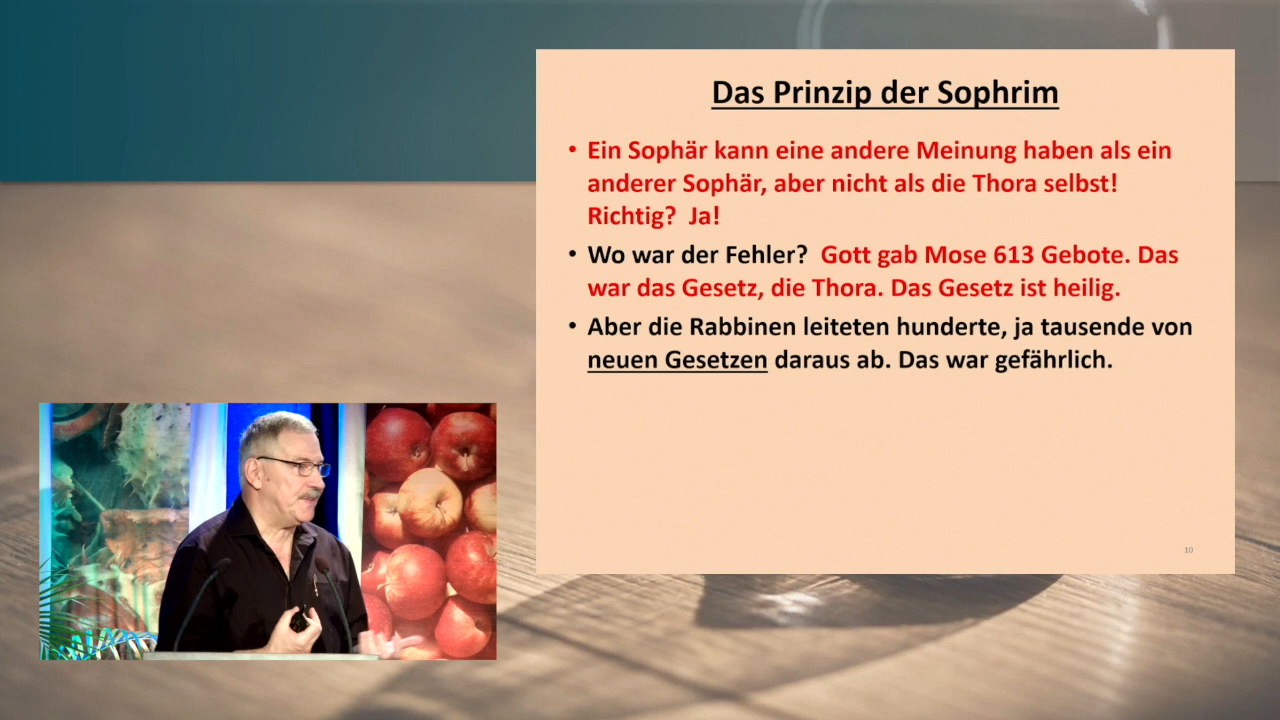 Das Prinzip der Sophrim
• Ein Sophär kann eine andere Meinung haben als ein
anderer Sophär, aber nicht als die Thora selbst!
Richtig? Ja!
• Wo war der Fehler? Gott gab Mose 613 Gebote. Das
war das Gesetz, die Thora. Das Gesetz ist heilig.
• Aber die Rabbinen leiteten hunderte, ja tausende von
neuen Gesetzen daraus ab. Das war gefährlich.
10